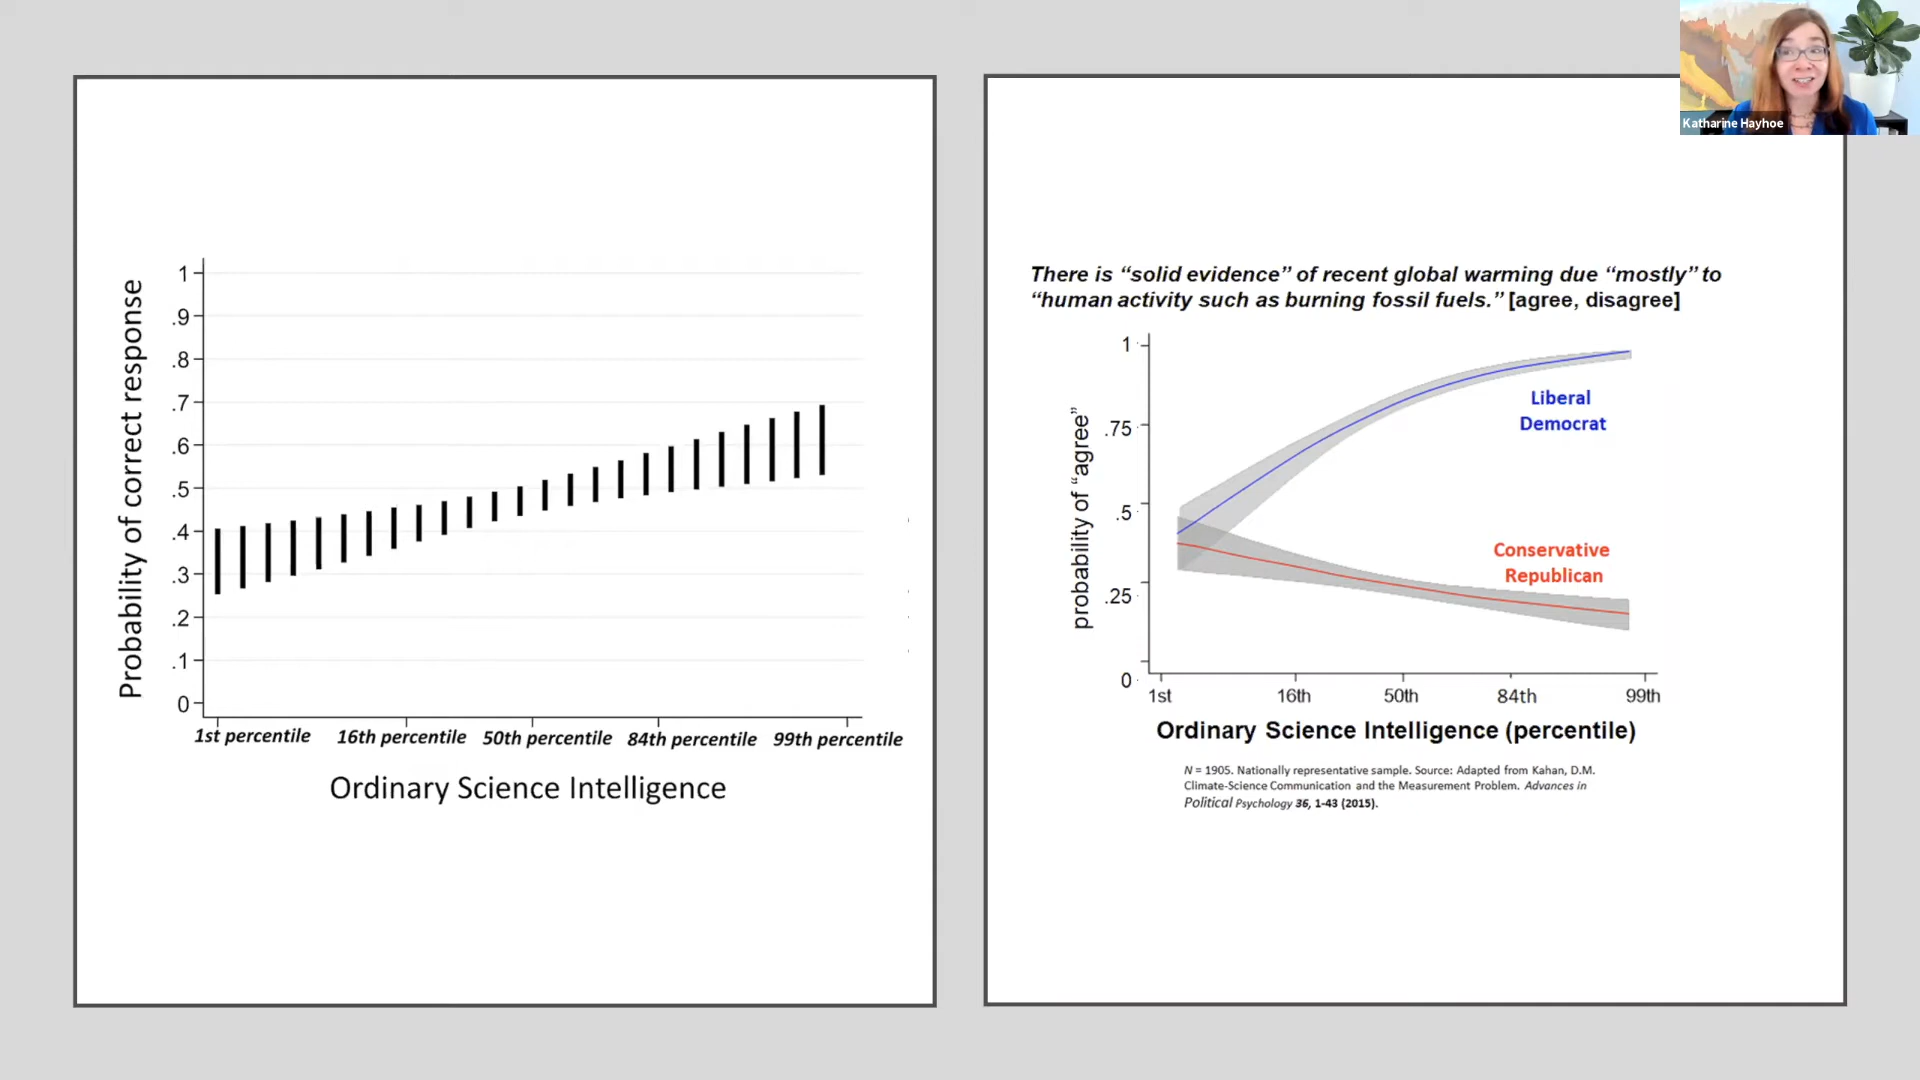 Katharine Hayhoe
Probability of correct response
1
.9
.8
.7
.6
.5
.4
.3
.2
.1
0
1st percentile 16th percentile 50th percentile 84th percentile 99th percentile
Ordinary Science Intelligence
There is “solid evidence” of recent global warming due “mostly” to
“human activity such as burning fossil fuels.” [agree, disagree]
probability of “agree”
1
.75
.5
.25
0
Liberal
Democrat
Conservative
Republican
1st 16th 50th 84th 99th
Ordinary Science Intelligence (percentile)
N = 1905. Nationally representative sample. Source: Adapted from Kahan, D.M.
Climate-Science Communication and the Measurement Problem. Advances in
Political Psychology 36, 1-43 (2015).